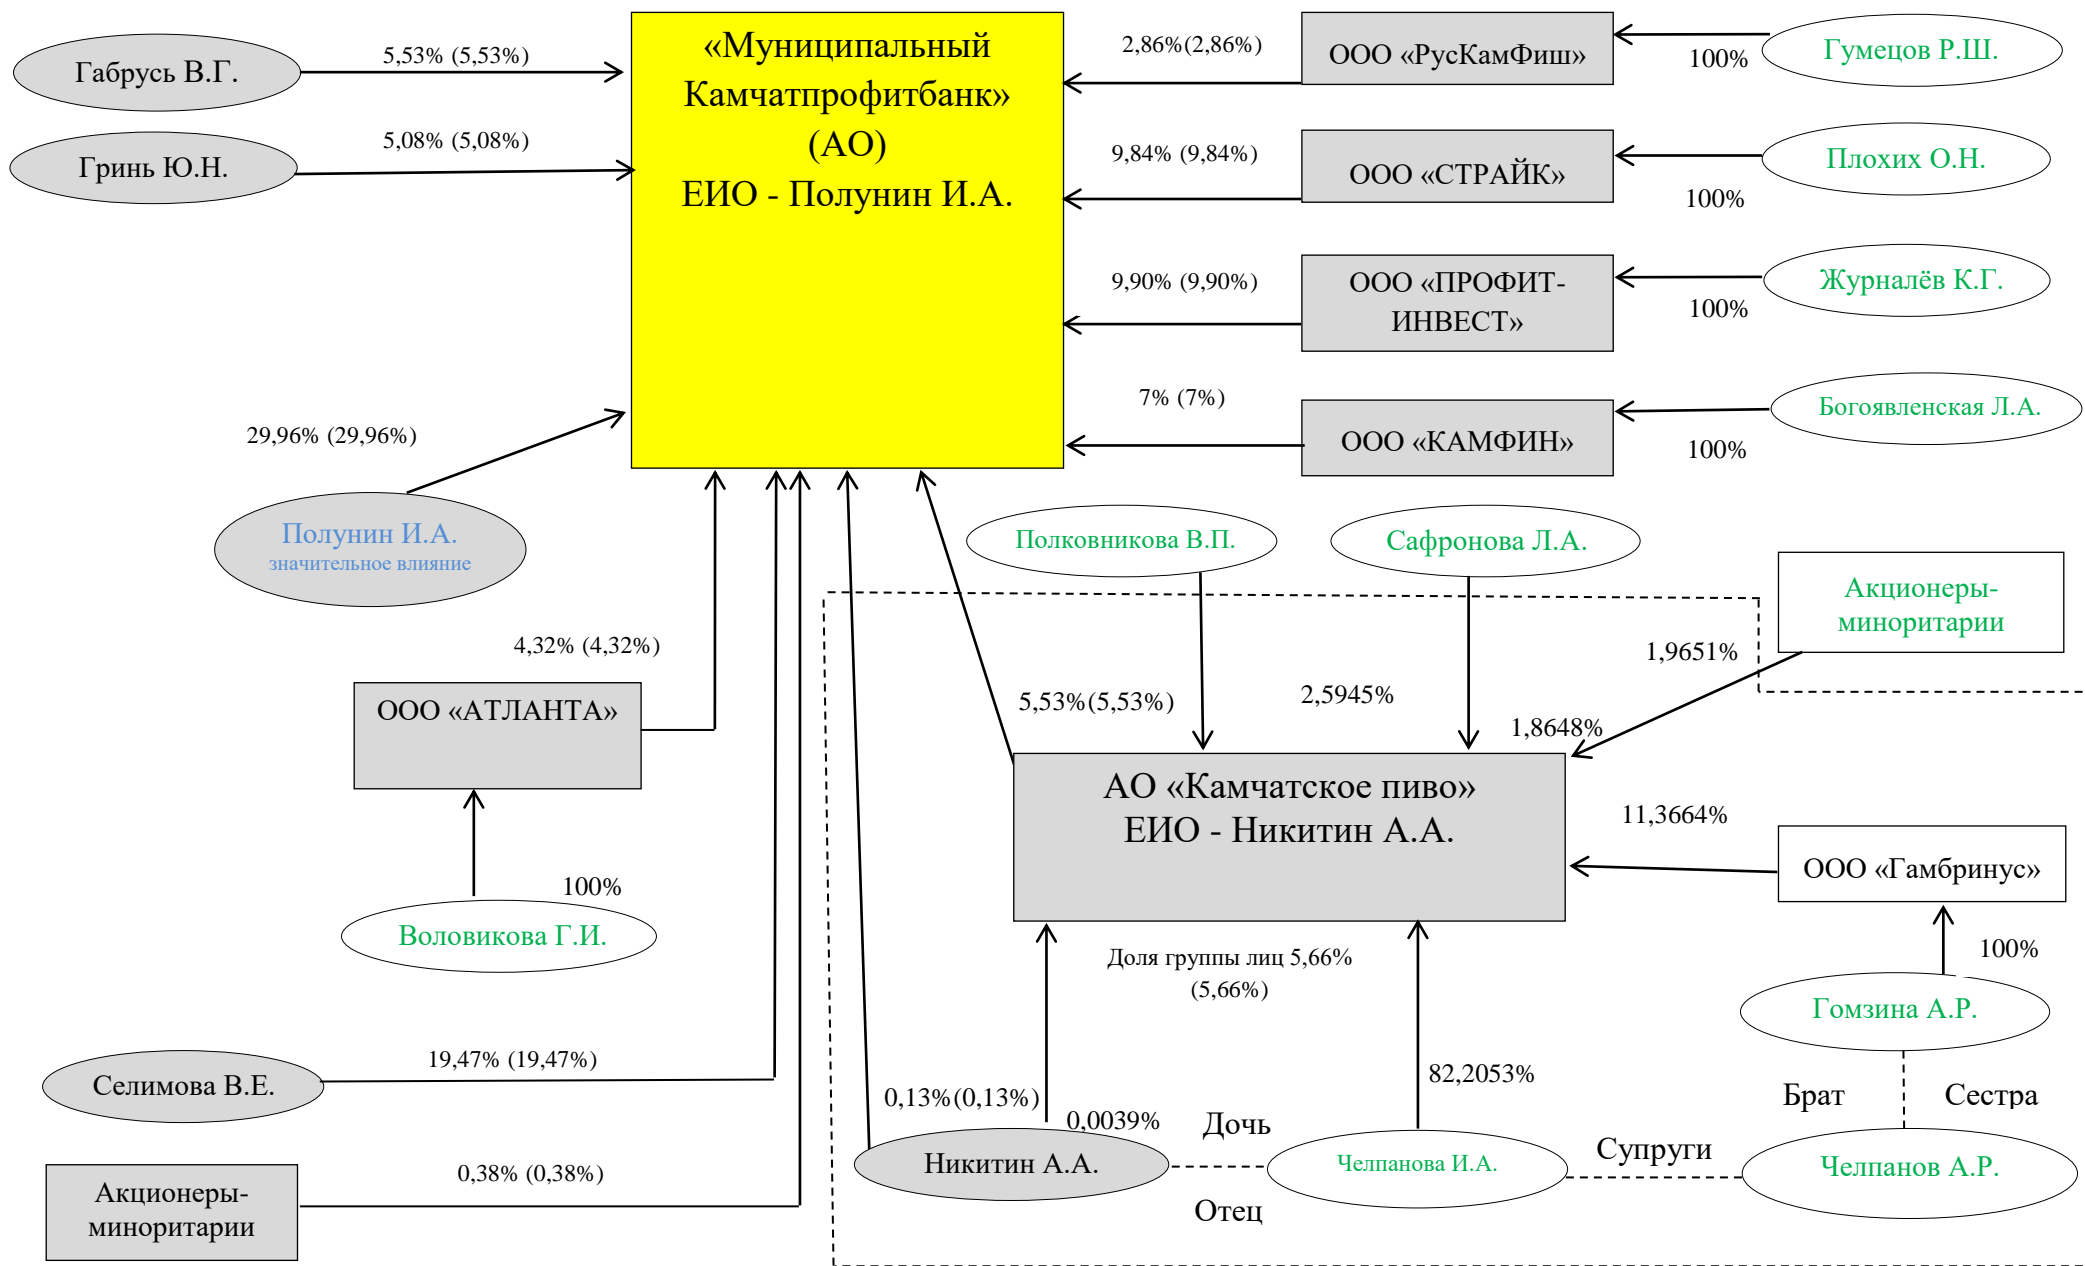 Габрусь В.Г.
5,53% (5,53%)
Гринь Ю.Н.
5,08% (5,08%)
«Муниципальный
Камчатпрофитбанк»
(АО)
ЕИО - Полунин И.А.
2,86%(2,86%)
ООО «РусКамФиш»
100%
Гумецов Р.Ш.
9,84% (9,84%)
ООО «СТРАЙК»
100%
Плохих О.Н.
9,90% (9,90%)
ООО «ПРОФИТ-
ИНВЕСТ»
100%
Журналёв К.Г.
7% (7%)
ООО «КАМФИН»
100%
Богоявленская Л.А.
29,96% (29,96%)
Полунин И.А.
значительное влияние
Полковникова В.П.
Сафронова Л.А.
Акционеры-
миноритарии
4,32% (4,32%)
ООО «АТЛАНТА»
100%
Воловикова Г.И.
5,53%(5,53%)
2,5945%
1,9651%
1,8648%
АО «Камчатское пиво»
ЕИО - Никитин А.А.
11,3664%
ООО «Гамбринус»
100%
Гомзина А.Р.
Доля группы лиц 5,66%
(5,66%)
Селимова В.Е.
19,47% (19,47%)
0,13%(0,13%)
0,0039%
82,2053%
Брат
Сестра
Дочь
Супруги
Никитин А.А.
Челпанова И.А.
Челпанов А.Р.
Отец
Акционеры-
миноритарии
0,38% (0,38%)